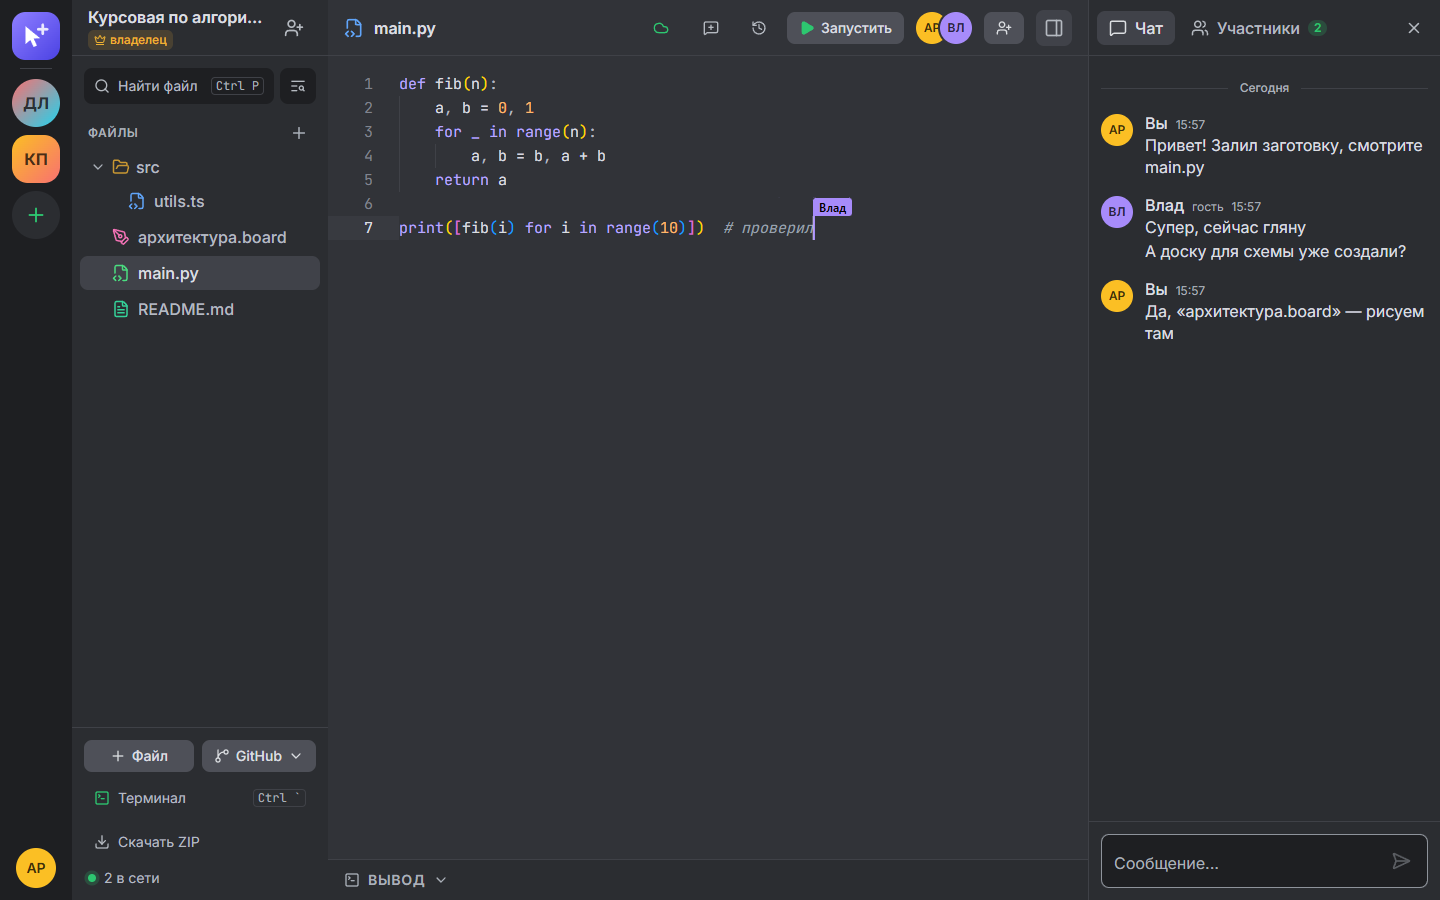 Курсовая по алгори...
владелец
Найти файл Ctrl P
ФАЙЛЫ
src
utils.ts
архитектура.board
main.py
README.md
Файл
GitHub
Терминал Ctrl `
Скачать ZIP
2 в сети
ДЛ
КП
АР
main.py
Запустить
АР ВЛ
1 def fib(n):
2 a, b = 0, 1
3 for _ in range(n):
4 a, b = b, a + b
5 return a
6
Влад
7 print([fib(i) for i in range(10)]) # проверил
ВЫВОД
Чат
Участники 2
Сегодня
АР
Вы 15:57
Привет! Залил заготовку, смотрите
main.py
ВЛ
Влад гость 15:57
Супер, сейчас гляну
А доску для схемы уже создали?
АР
Вы 15:57
Да, «архитектура.board» — рисуем
там
Сообщение...